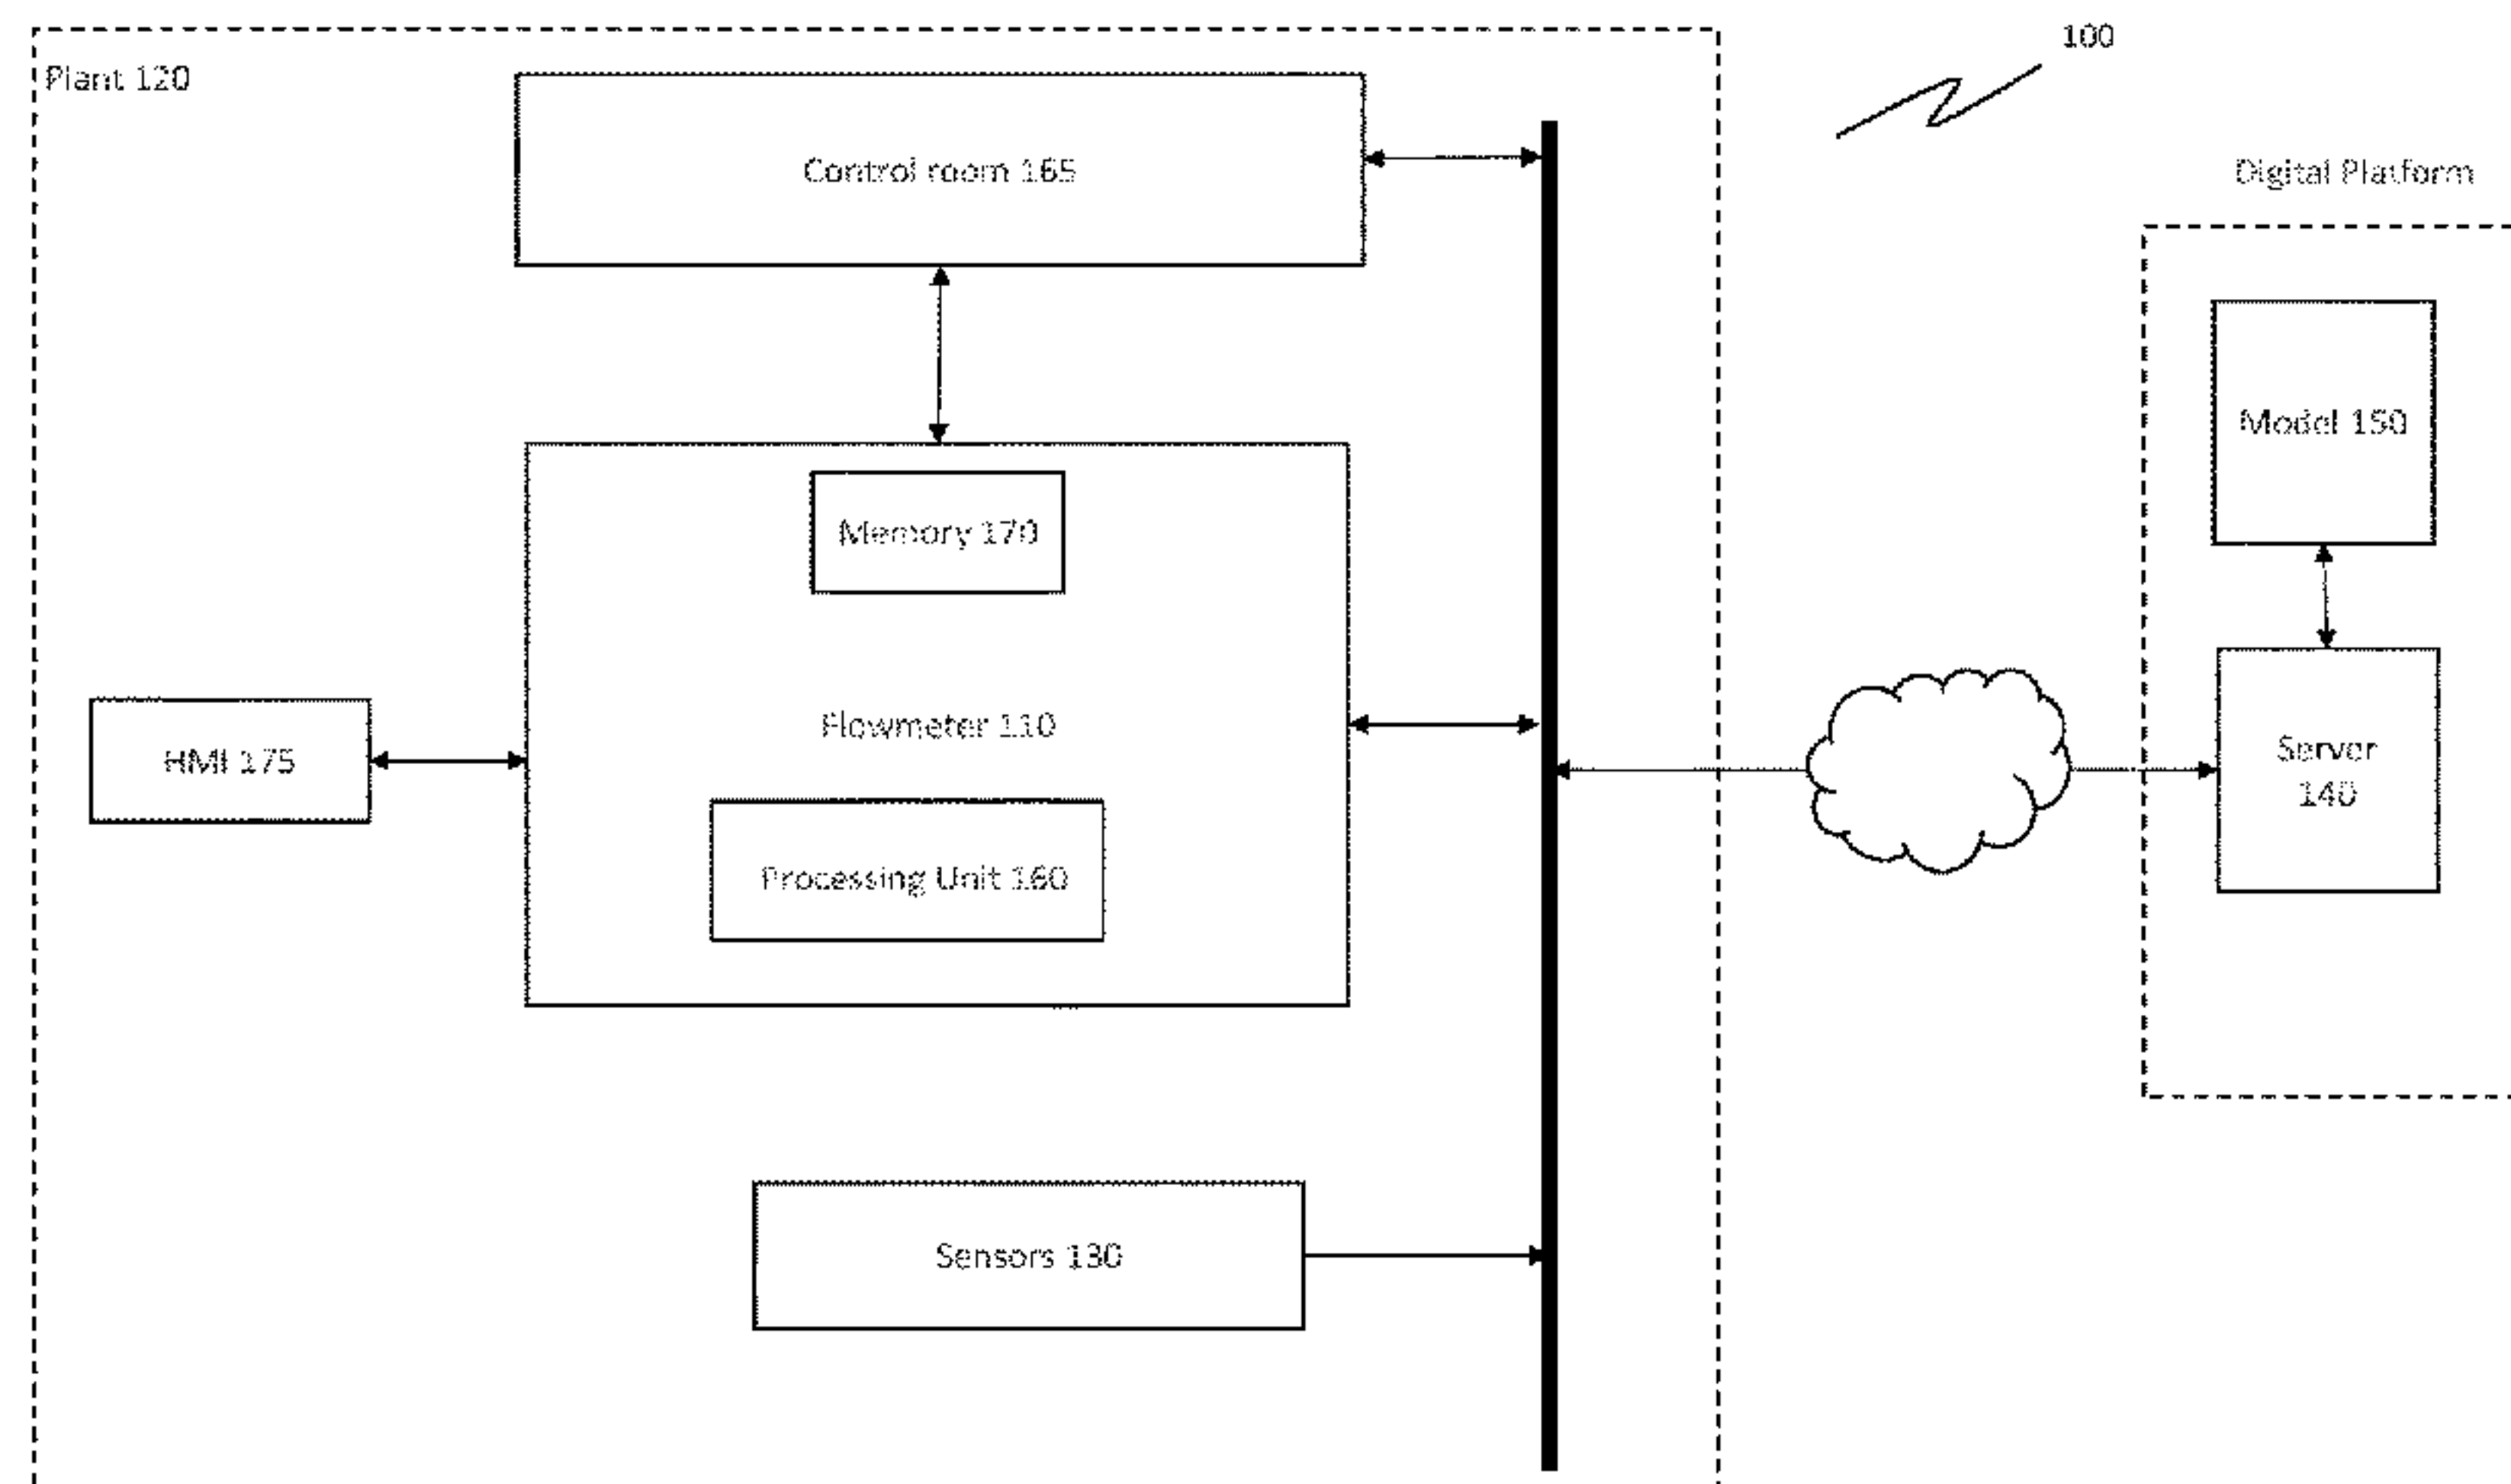 100
Plant 120
Control room 165
Digital Platform
Model 150
Memory 170
Flowmeter 110
HMI 175
Server
140
Processing Unit 160
Sensors 130